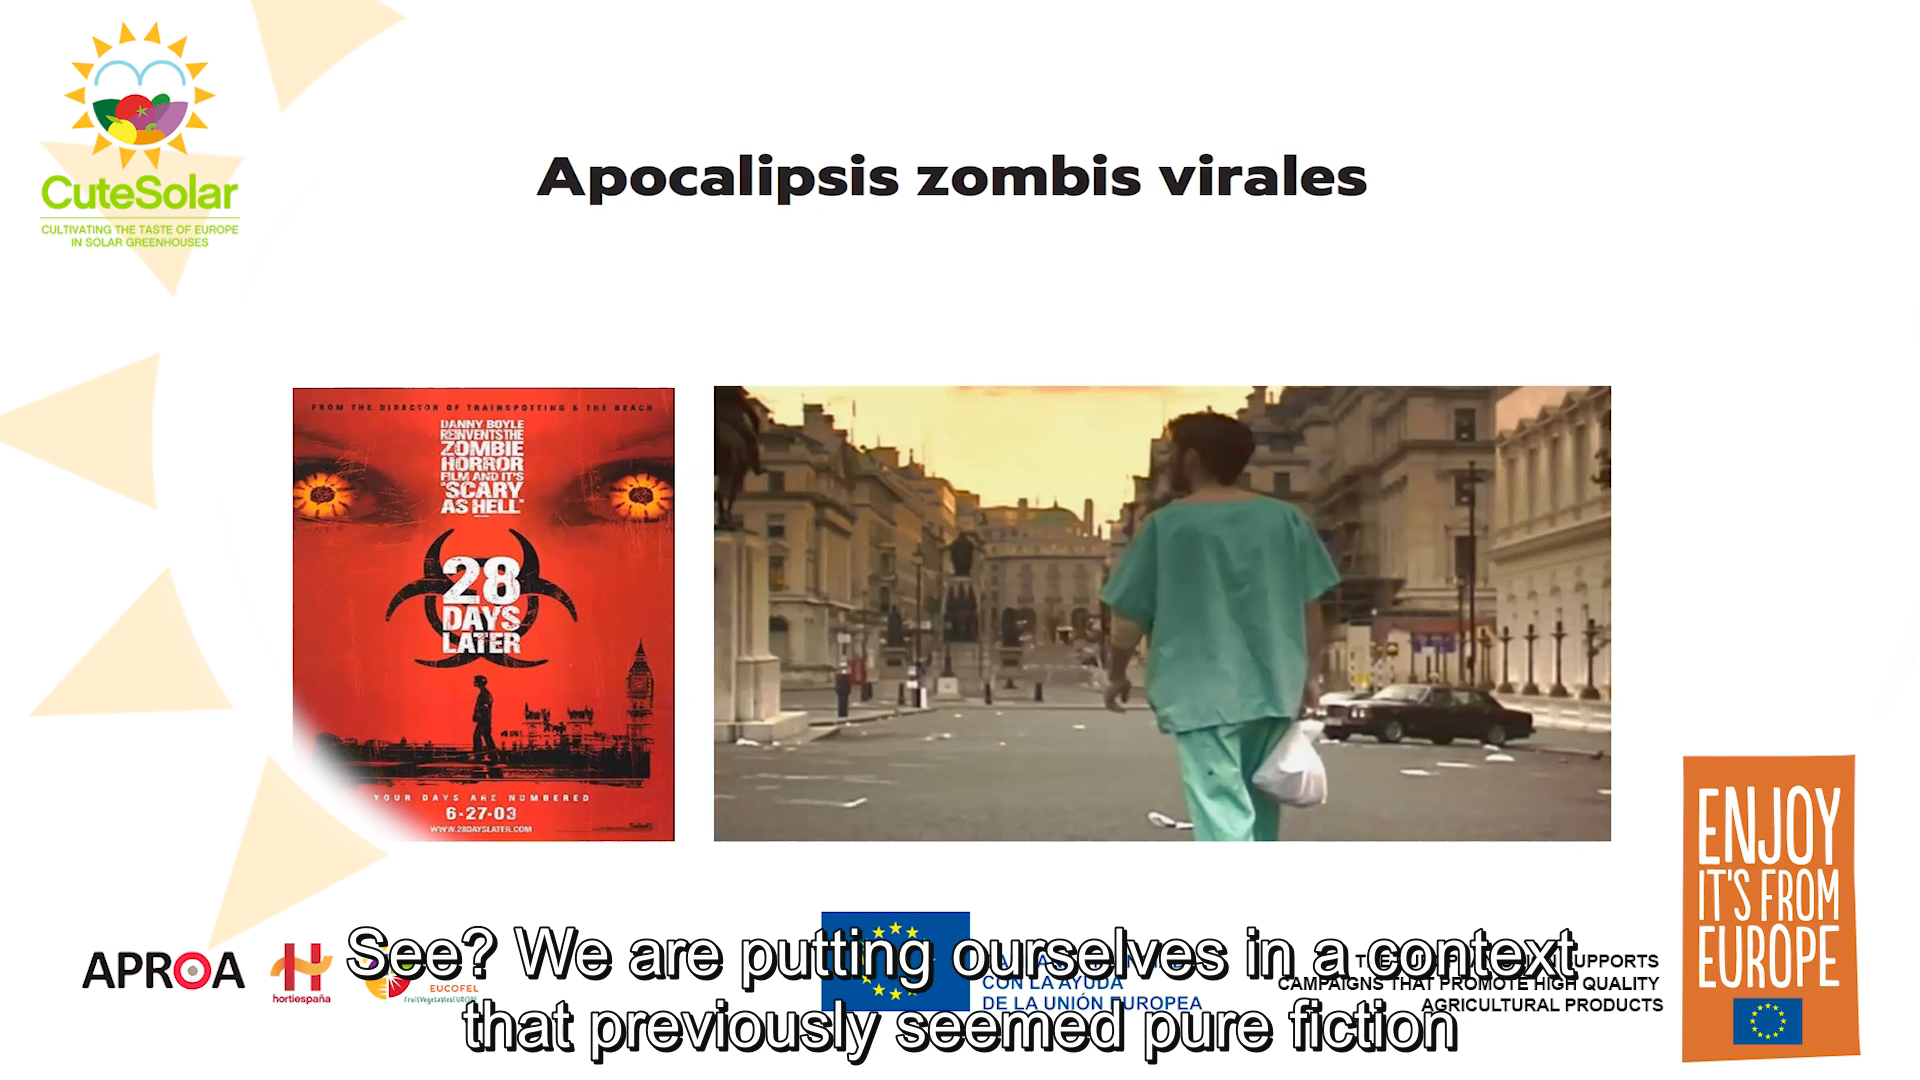 CuteSolar
CULTIVATING THE TASTE OF EUROPE
IN SOLAR GREENHOUSES
Apocalipsis zombis virales
FROM THE DIRECTOR OF TRAINSPOTTING & THE BEACH
DANNY BOYLE
REINVENTS THE
ZOMBIE
HORROR
FILM AND IT'S
"SCARY
AS HELL"
28
DAYS
LATER
YOUR DAYS ARE NUMBERED
6-27-03
WWW.28DAYSLATER.COM
ENJOY
IT'S FROM
EUROPE
APROA
hortiespaña
EUCOFEL
FruitVegetablesEUROPE
CON LA AYUDA
DE LA UNIÓN EUROPEA
UPPORTS
CAMPAIGNS THAT PROMOTE HIGH QUALITY
AGRICULTURAL PRODUCTS
See? We are putting ourselves in a context
that previously seemed pure fiction